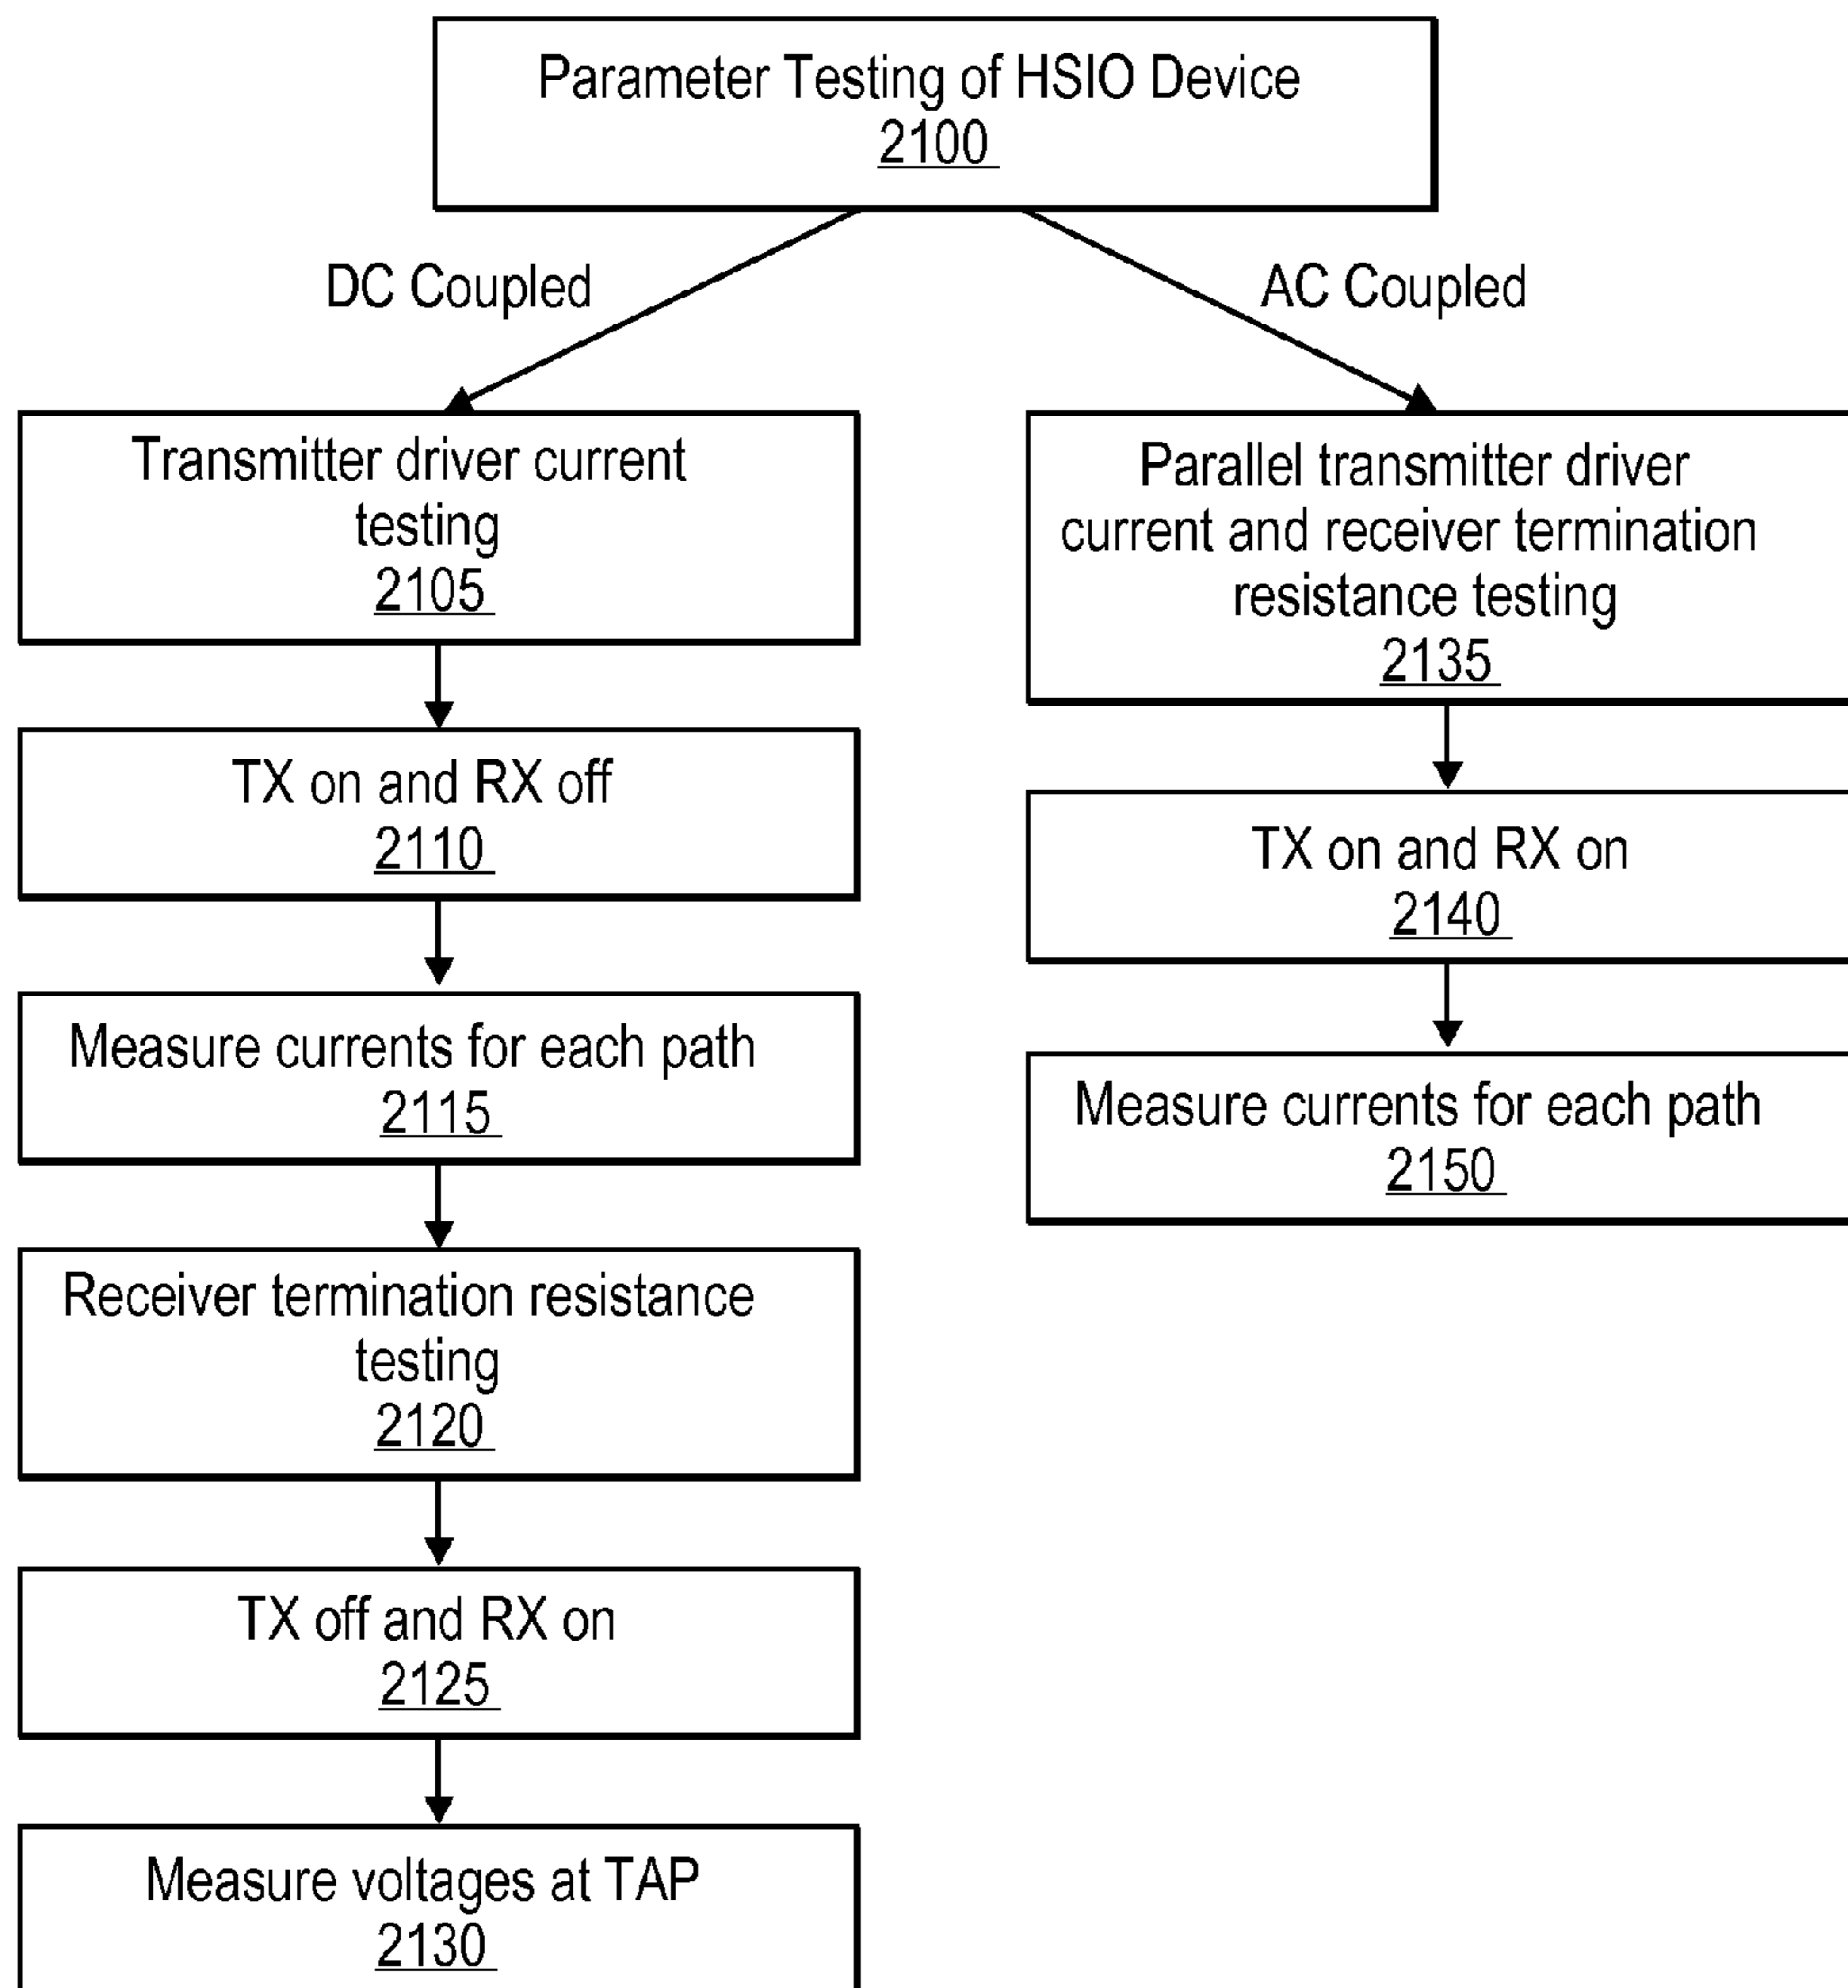 Parameter Testing of HSIO Device
2100
DC Coupled
AC Coupled
Transmitter driver current
testing
2105
TX on and RX off
2110
Measure currents for each path
2115
Receiver termination resistance
testing
2120
TX off and RX on
2125
Measure voltages at TAP
2130
Parallel transmitter driver
current and receiver termination
resistance testing
2135
TX on and RX on
2140
Measure currents for each path
2150